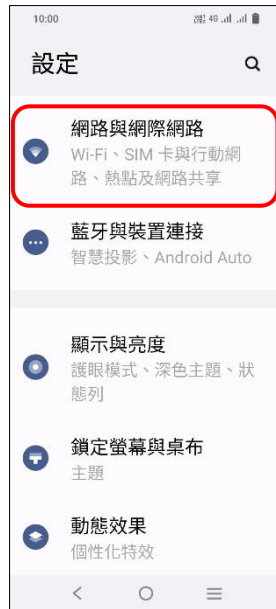 10:00
4G
設定
網路與網際網路
Wi-Fi、SIM 卡與行動網
路、熱點及網路共享
藍牙與裝置連接
智慧投影、Android Auto
顯示與亮度
護眼模式、深色主題、狀
態列
鎖定螢幕與桌布
主題
動態效果
個性化特效